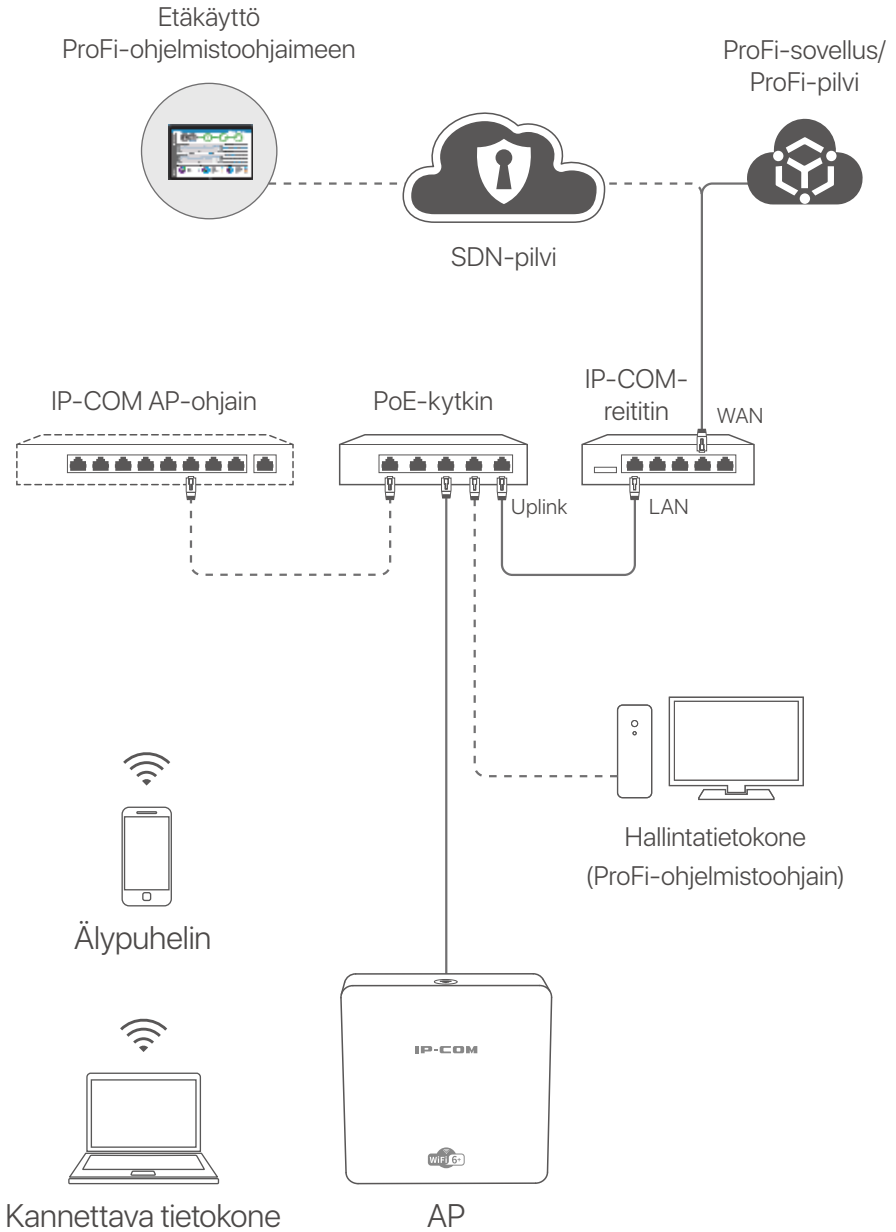 Etäkäyttö
ProFi-ohjelmistoohjaimeen
ProFi-sovellus/
ProFi-pilvi
SDN-pilvi
IP-COM AP-ohjain
PoE-kytkin
IP-COM-
reititin
WAN
Uplink
LAN
Hallintatietokone
(ProFi-ohjelmistoohjain)
Älypuhelin
IP-COM
WiFi 6+
Kannettava tietokone
AP